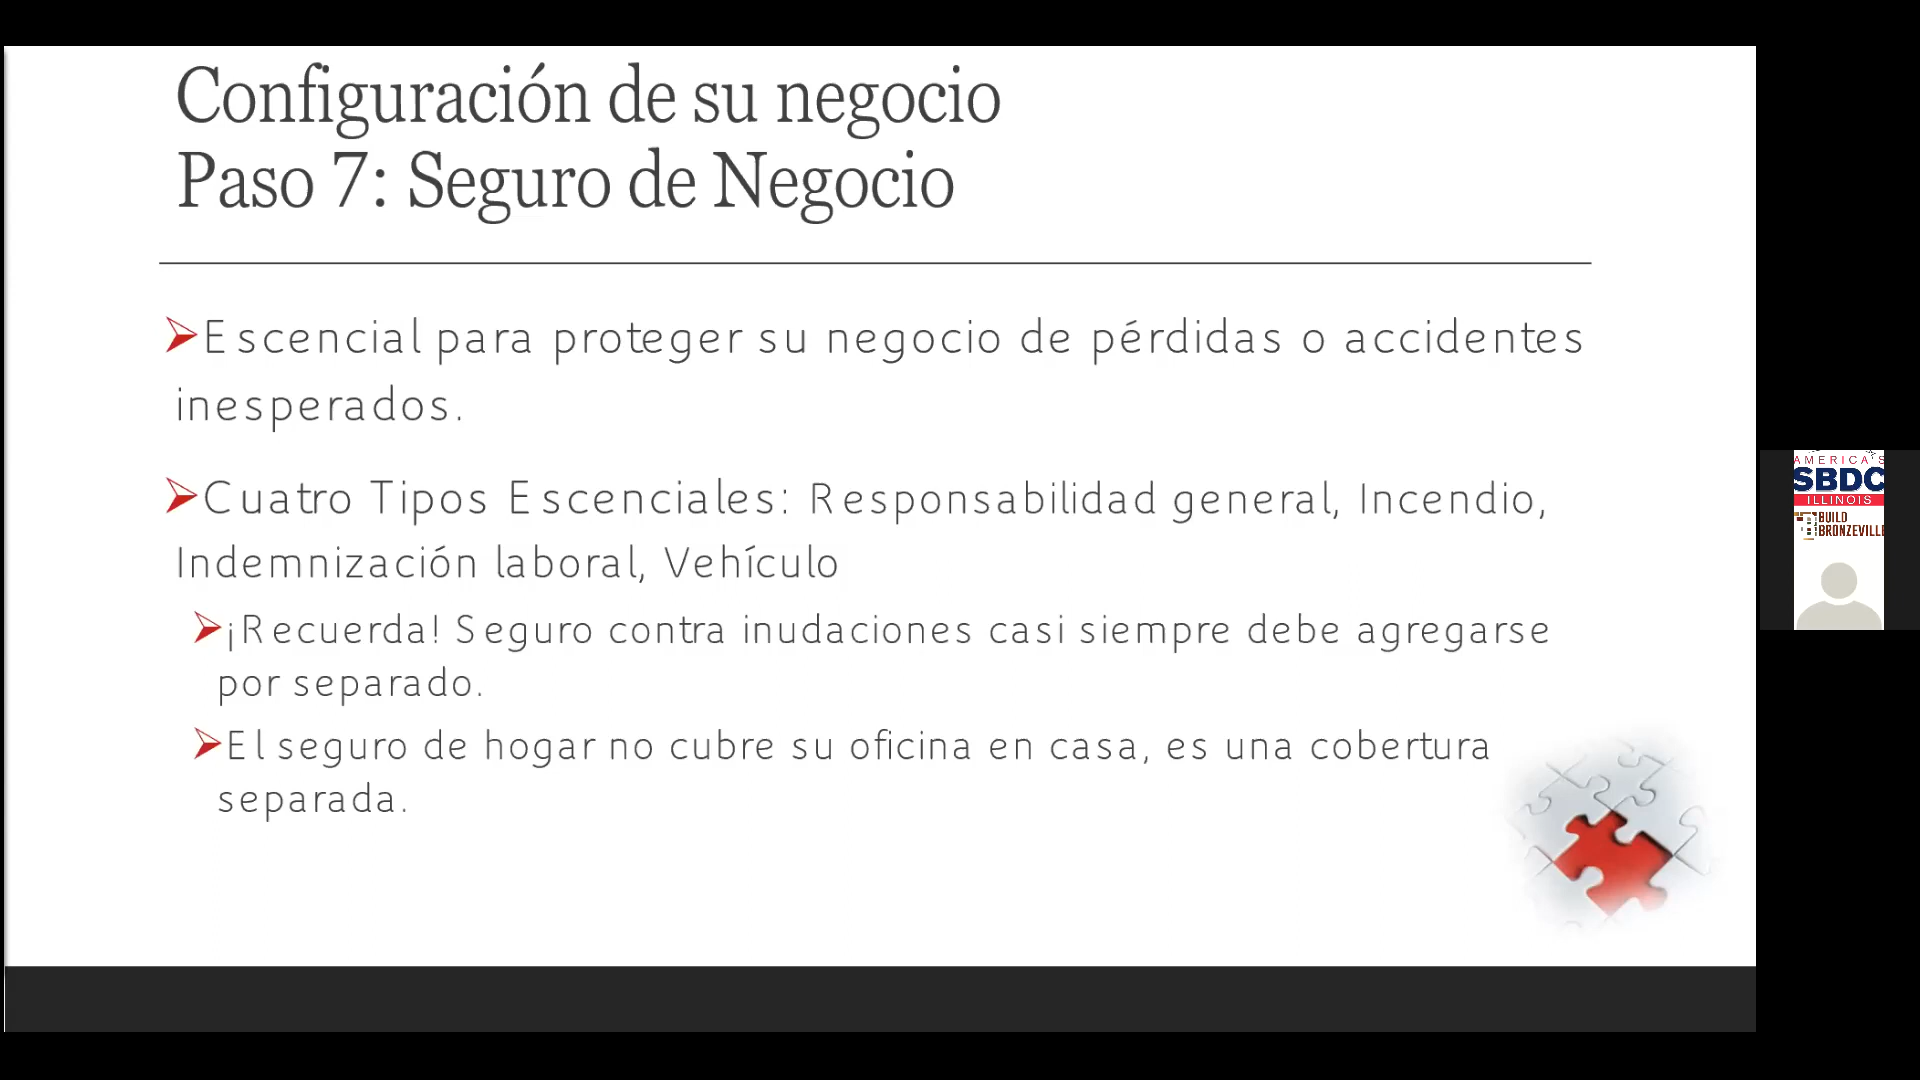 Configuración de su negocio
Paso 7: Seguro de Negocio
Escencial para proteger su negocio de pérdidas o accidentes
inesperados.
Cuatro Tipos Escenciales: Responsabilidad general, Incendio,
Indemnización laboral, Vehículo
¡Recuerda! Seguro contra inudaciones casi siempre debe agregarse
por separado.
El seguro de hogar no cubre su oficina en casa, es una cobertura
separada.
AMERICA'S
SBDC
ILLINOIS
BUILD
BRONZEVILLE